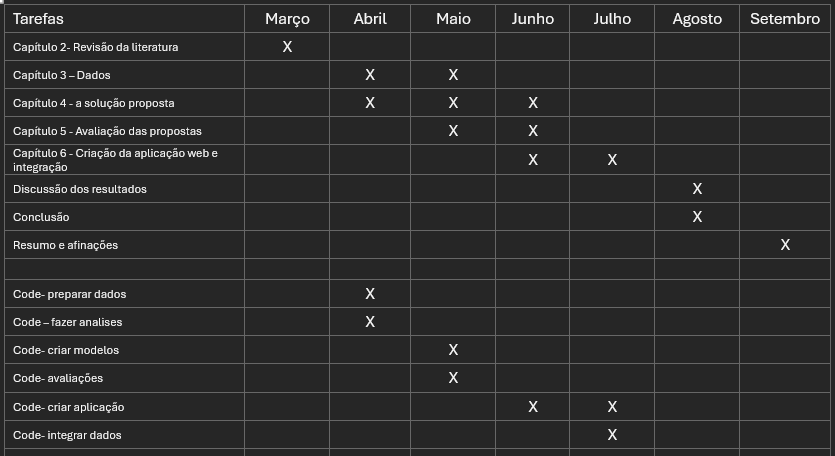 Tarefas Março Abril Maio Junho Julho Agosto Setembro
Capítulo 2- Revisão da literatura X
Capítulo 3 – Dados X X
Capítulo 4 - a solução proposta X X X
Capítulo 5 - Avaliação das propostas X X
Capítulo 6 - Criação da aplicação web e
integração X X
Discussão dos resultados X
Conclusão X
Resumo e afinações X
Code- preparar dados X
Code – fazer analises X
Code- criar modelos X
Code- avaliações X
Code- criar aplicação X X
Code- integrar dados X